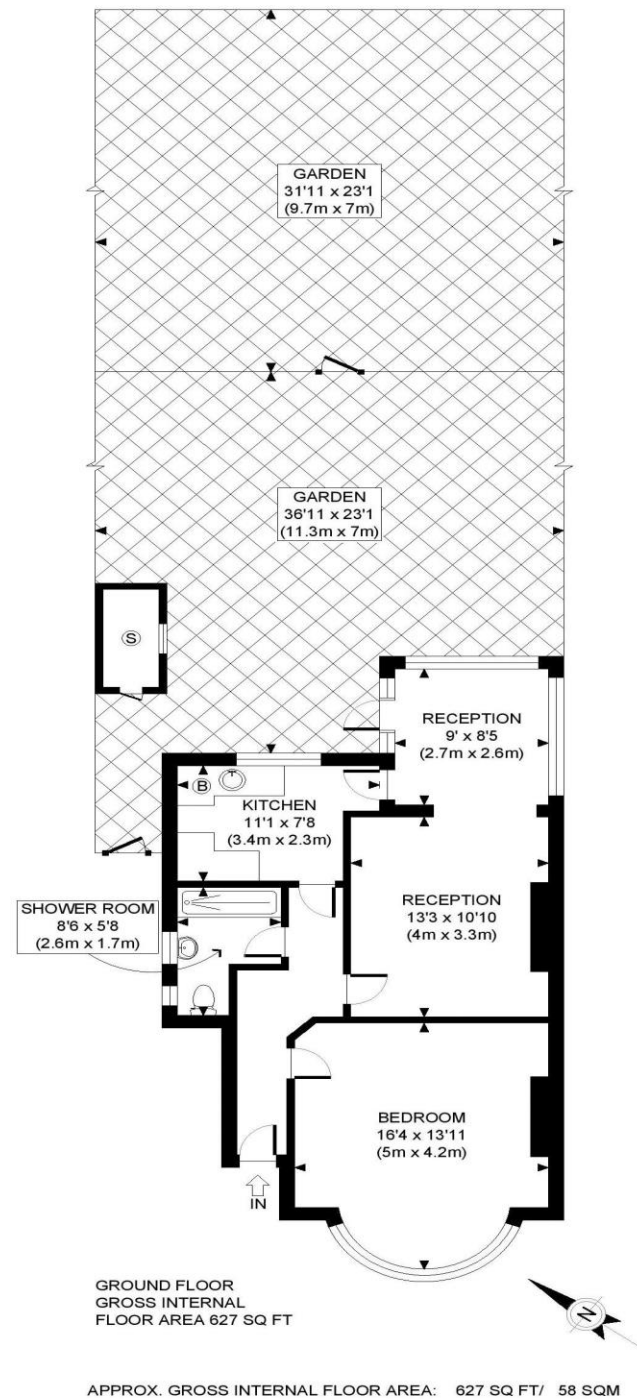 GARDEN
31'11 x 23'1
(9.7m x 7m)
GARDEN
36'11 x 23'1
(11.3m x 7m)
S
RECEPTION
9' x 8'5
(2.7m x 2.6m)
B
KITCHEN
11'1 x 7'8
(3.4m x 2.3m)
SHOWER ROOM
8'6 x 5'8
(2.6m x 1.7m)
RECEPTION
13'3 x 10'10
(4m x 3.3m)
BEDROOM
16'4 x 13'11
(5m x 4.2m)
IN
GROUND FLOOR
GROSS INTERNAL
FLOOR AREA 627 SQ FT
N
APPROX. GROSS INTERNAL FLOOR AREA: 627 SQ FT/ 58 SQM